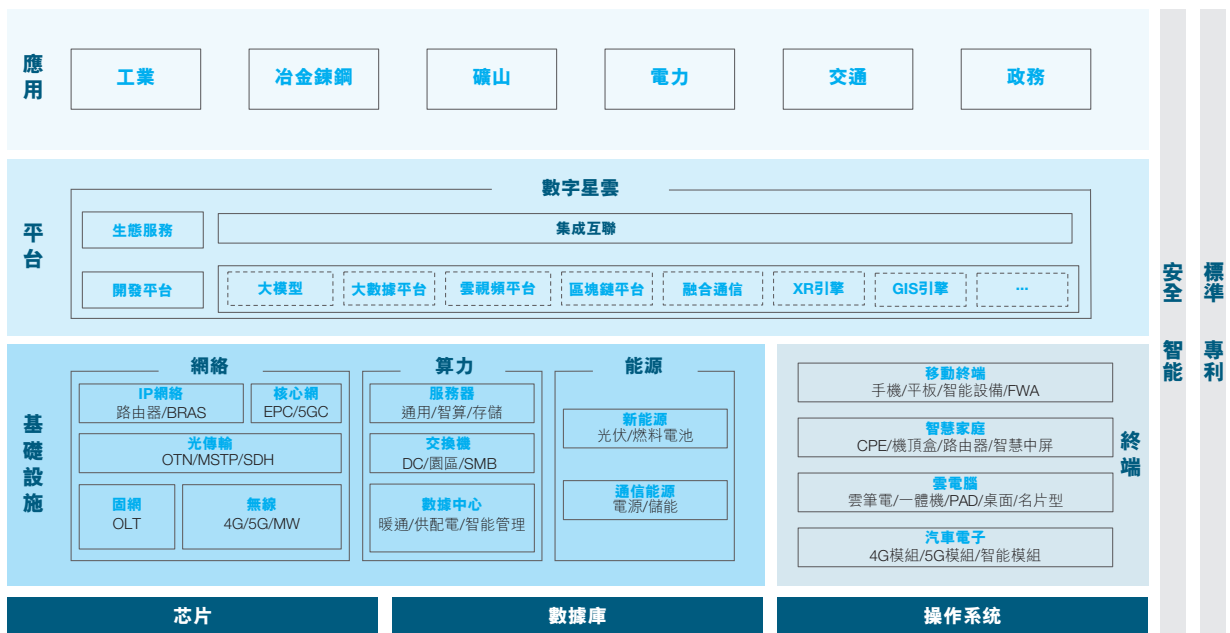 應用
工業
冶金鍊鋼
礦山
電力
交通
政務
平台
數字星雲
生態服務
集成互聯
開發平台
大模型
大數據平台
雲視頻平台
區塊鏈平台
融合通信
XR引擎
GIS引擎
...
基礎設施
網絡
IP網絡
路由器/BRAS
核心網
EPC/5GC
光傳輸
OTN/MSTP/SDH
固網
OLT
無線
4G/5G/MW
算力
服務器
通用/智算/存儲
交換機
DC/園區/SMB
數據中心
暖通/供配電/智能管理
能源
新能源
光伏/燃料電池
通信能源
電源/儲能
移動終端
手機/平板/智能設備/FWA
智慧家庭
CPE/機頂盒/路由器/智慧中屏
雲電腦
雲筆電/一體機/PAD/桌面/名片型
汽車電子
4G模組/5G模組/智能模組
終端
芯片
數據庫
操作系统
安全 智能
標準 專利